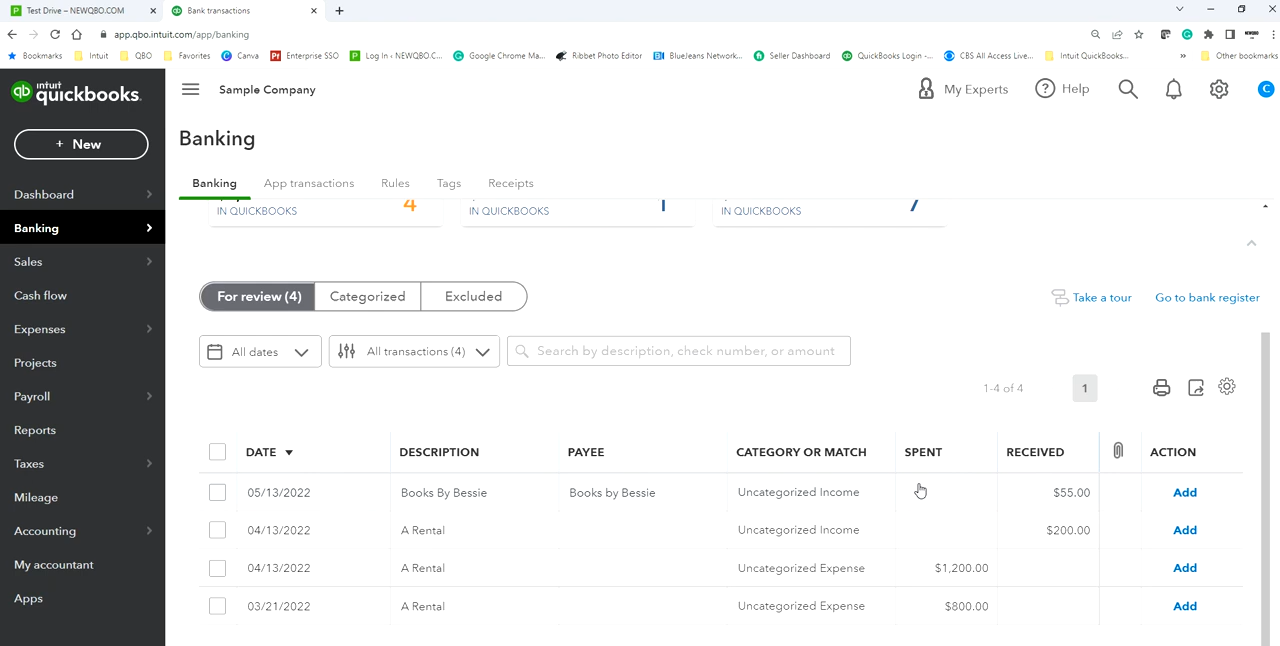 Test Drive – NEWQBO.COM
Bank transactions
app.qbo.intuit.com/app/banking
Bookmarks Intuit QBO Favorites Canva Enterprise SSO Log In ‹ NEWQBO.C... Google Chrome Ma... Ribbet Photo Editor BlueJeans Network... Seller Dashboard QuickBooks Login -... CBS All Access Live... Intuit QuickBooks... » Other bookmarks
intuit
quickbooks.
Sample Company
My Experts
Help
C
+ New
Banking
Dashboard
Banking
Sales
Cash flow
Expenses
Projects
Payroll
Reports
Taxes
Mileage
Accounting
My accountant
Apps
Banking App transactions Rules Tags Receipts
IN QUICKBOOKS 4
IN QUICKBOOKS 1
IN QUICKBOOKS 7
For review (4) Categorized Excluded
Take a tour Go to bank register
All dates All transactions (4) Search by description, check number, or amount
1-4 of 4 1
DATE DESCRIPTION PAYEE CATEGORY OR MATCH SPENT RECEIVED ACTION
05/13/2022 Books By Bessie Books by Bessie Uncategorized Income $55.00 Add
04/13/2022 A Rental Uncategorized Income $200.00 Add
04/13/2022 A Rental Uncategorized Expense $1,200.00 Add
03/21/2022 A Rental Uncategorized Expense $800.00 Add